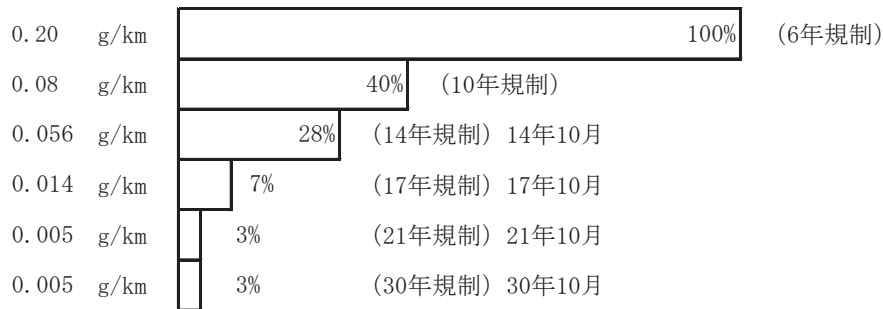 0.20 g/km 100% （6年規制）
0.08 g/km 40% （10年規制）
0.056 g/km 28% （14年規制）14年10月
0.014 g/km 7% （17年規制）17年10月
0.005 g/km 3% （21年規制）21年10月
0.005 g/km 3% （30年規制）30年10月